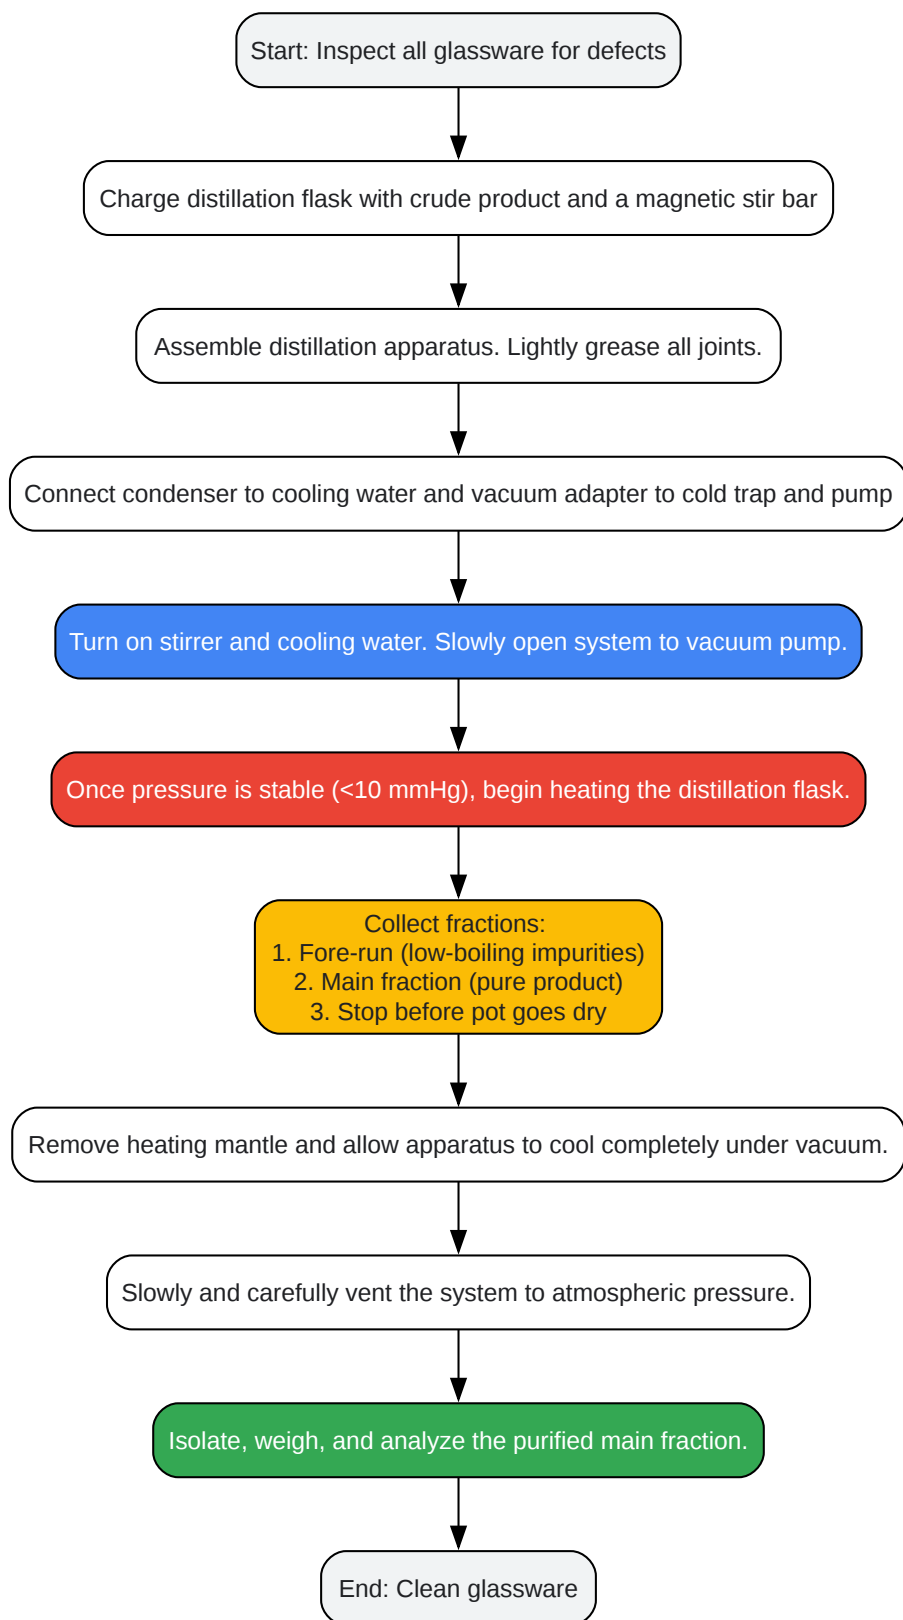 Start: Inspect all glassware for defects
Charge distillation flask with crude product and a magnetic stir bar
Assemble distillation apparatus. Lightly grease all joints.
Connect condenser to cooling water and vacuum adapter to cold trap and pump
Turn on stirrer and cooling water. Slowly open system to vacuum pump.
Once pressure is stable (<10 mmHg), begin heating the distillation flask.
Collect fractions:
1. Fore-run (low-boiling impurities)
2. Main fraction (pure product)
3. Stop before pot goes dry
Remove heating mantle and allow apparatus to cool completely under vacuum.
Slowly and carefully vent the system to atmospheric pressure.
Isolate, weigh, and analyze the purified main fraction.
End: Clean glassware